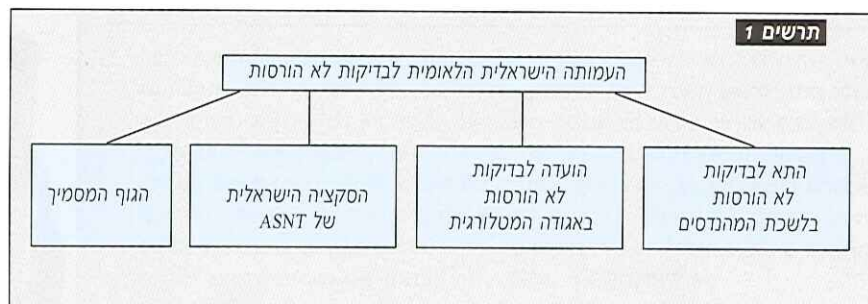 תרשים 1
העמותה הישראלית הלאומית לבדיקות לא הורסות
התא לבדיקות
לא הורסות
בלשכת המהנדסים
הועדה לבדיקות
לא הורסות
באגודה המטלורגית
הסקציה הישראלית
של ASNT
הגוף המסמיך